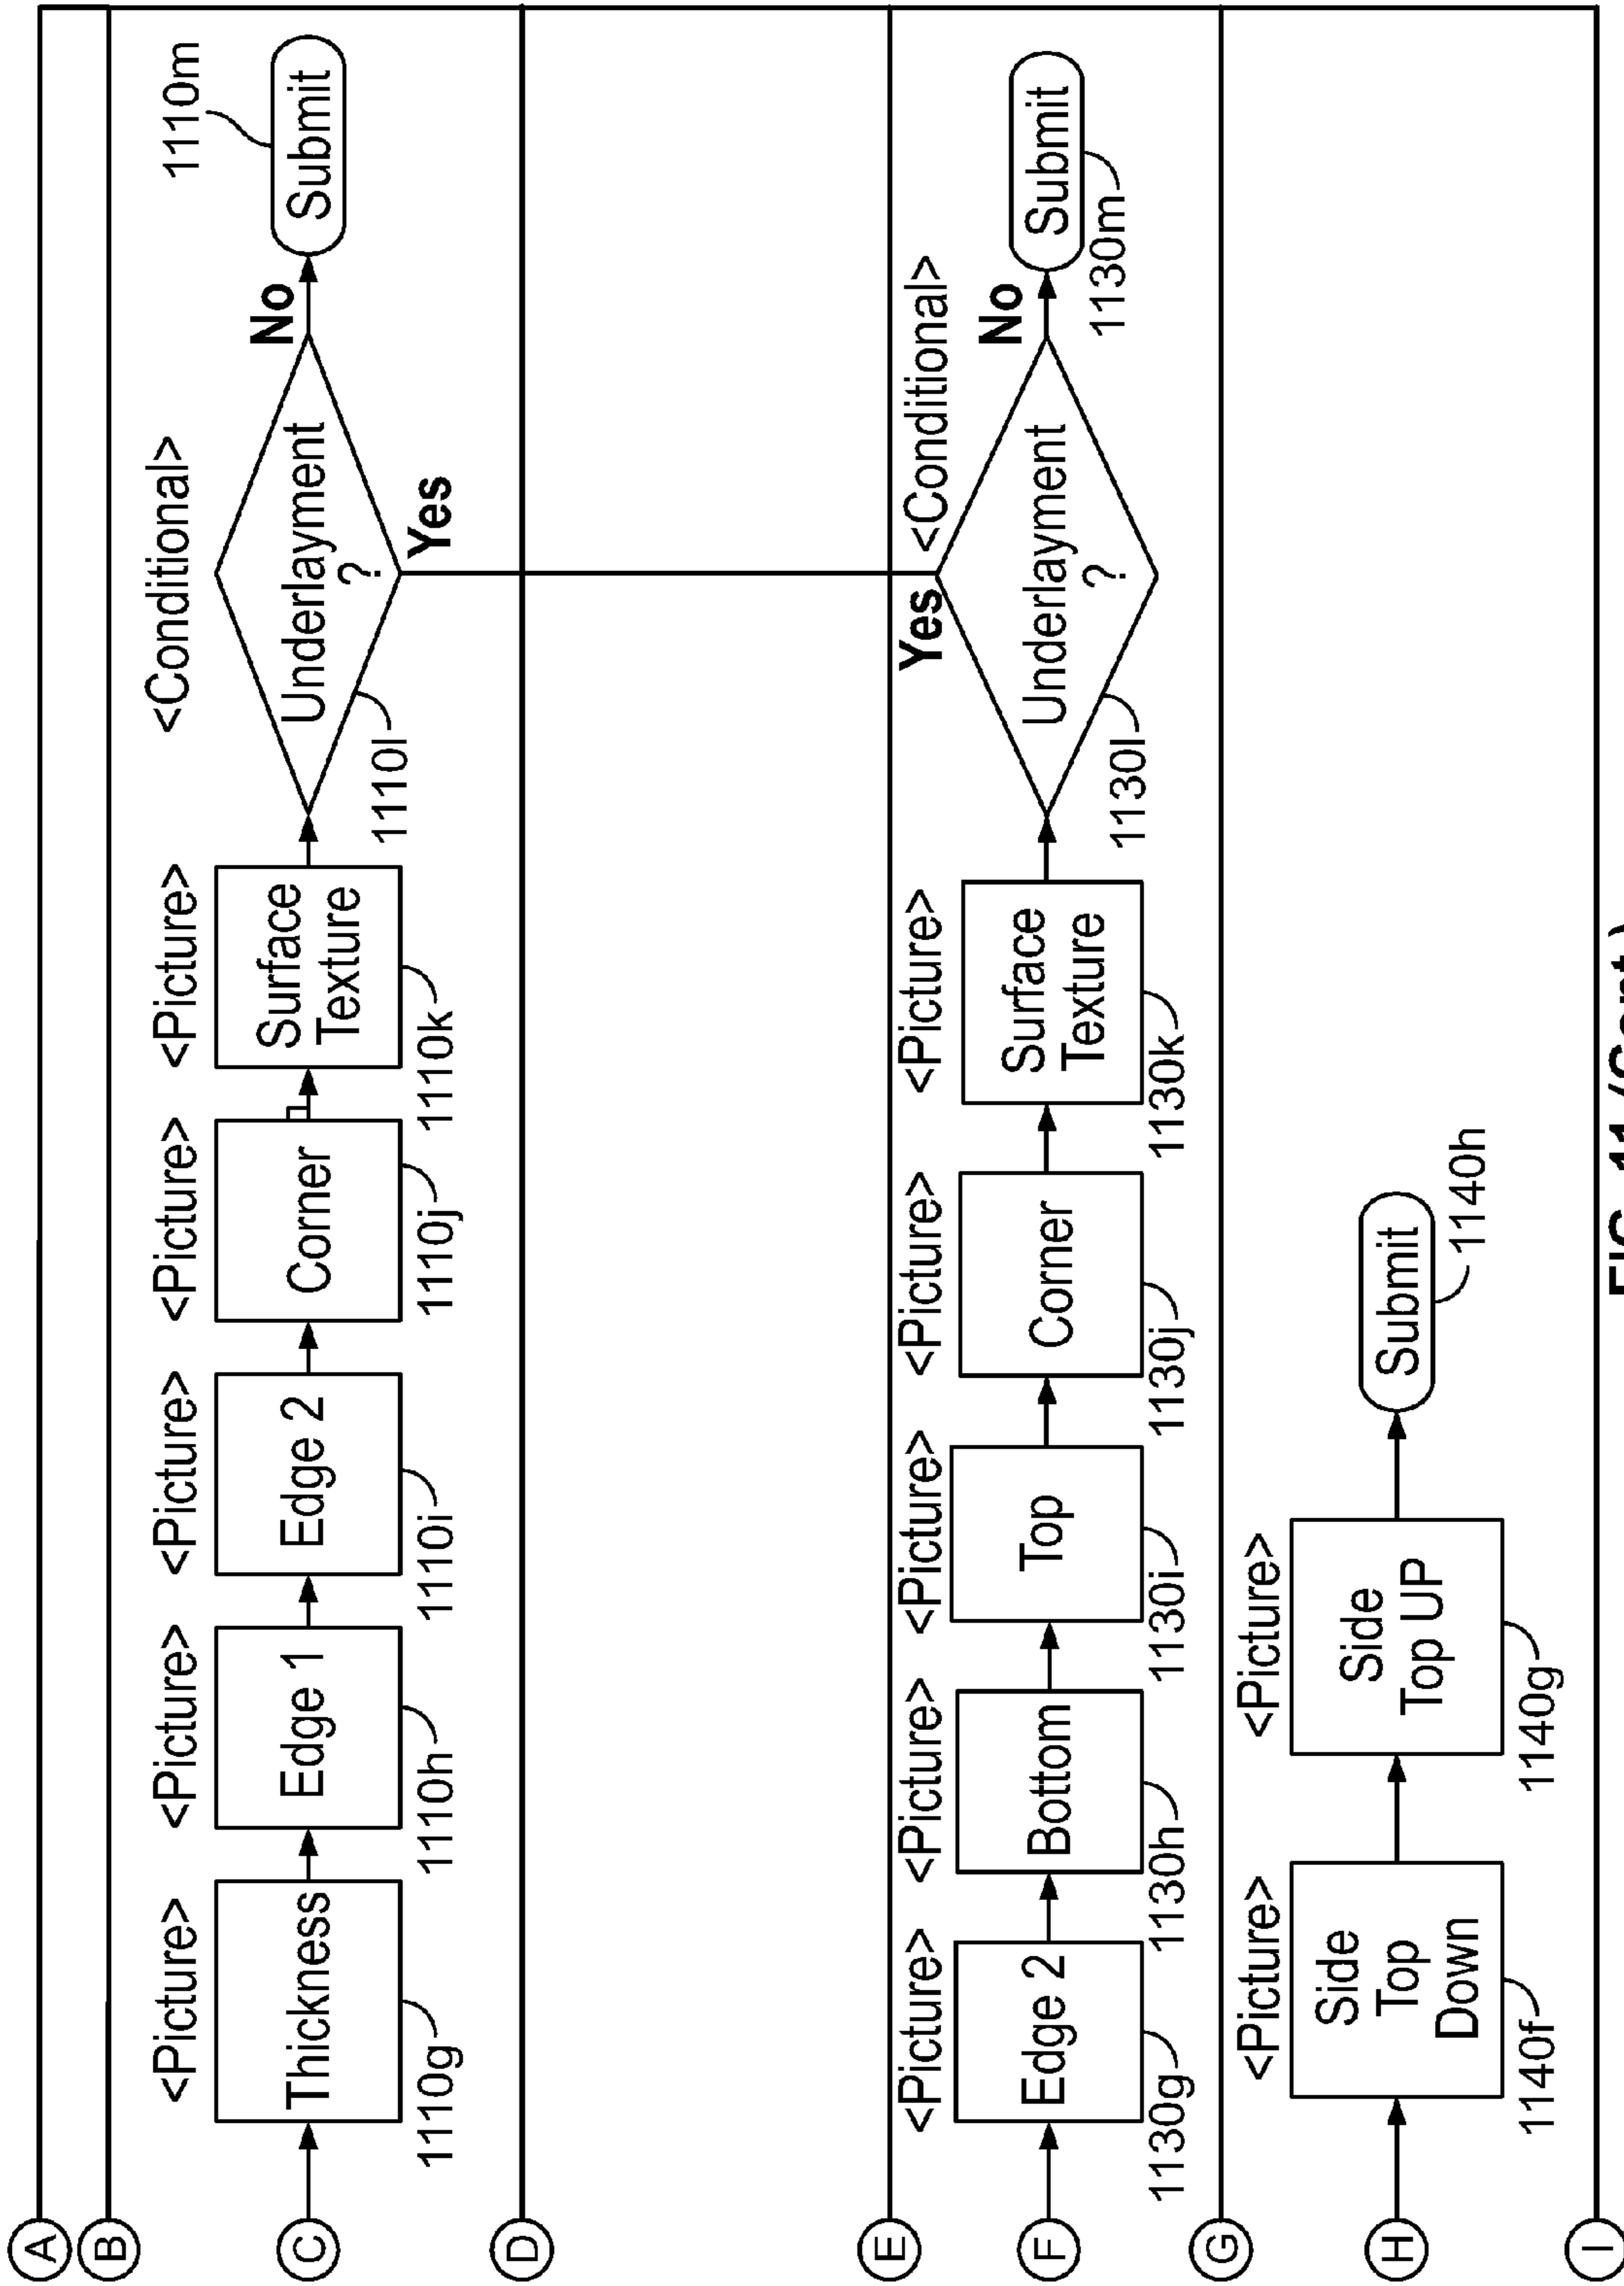 A
B
C
<Picture>
Thickness
1110g
<Picture>
Edge 1
1110h
<Picture>
Edge 2
1110i
<Picture>
Corner
1110j
<Picture>
Surface
Texture
1110k
<Conditional>
Underlayment
?
1110l
Yes
No
Submit
1110m
D
E
F
<Picture>
Edge 2
1130g
<Picture>
Bottom
1130h
<Picture>
Top
1130i
<Picture>
Corner
1130j
<Picture>
Surface
Texture
1130k
Yes
<Conditional>
Underlayment
?
1130l
No
Submit
1130m
G
H
<Picture>
Side
Top
Down
1140f
<Picture>
Side
Top UP
1140g
Submit
1140h
I
FIG. 11 (Cont.)